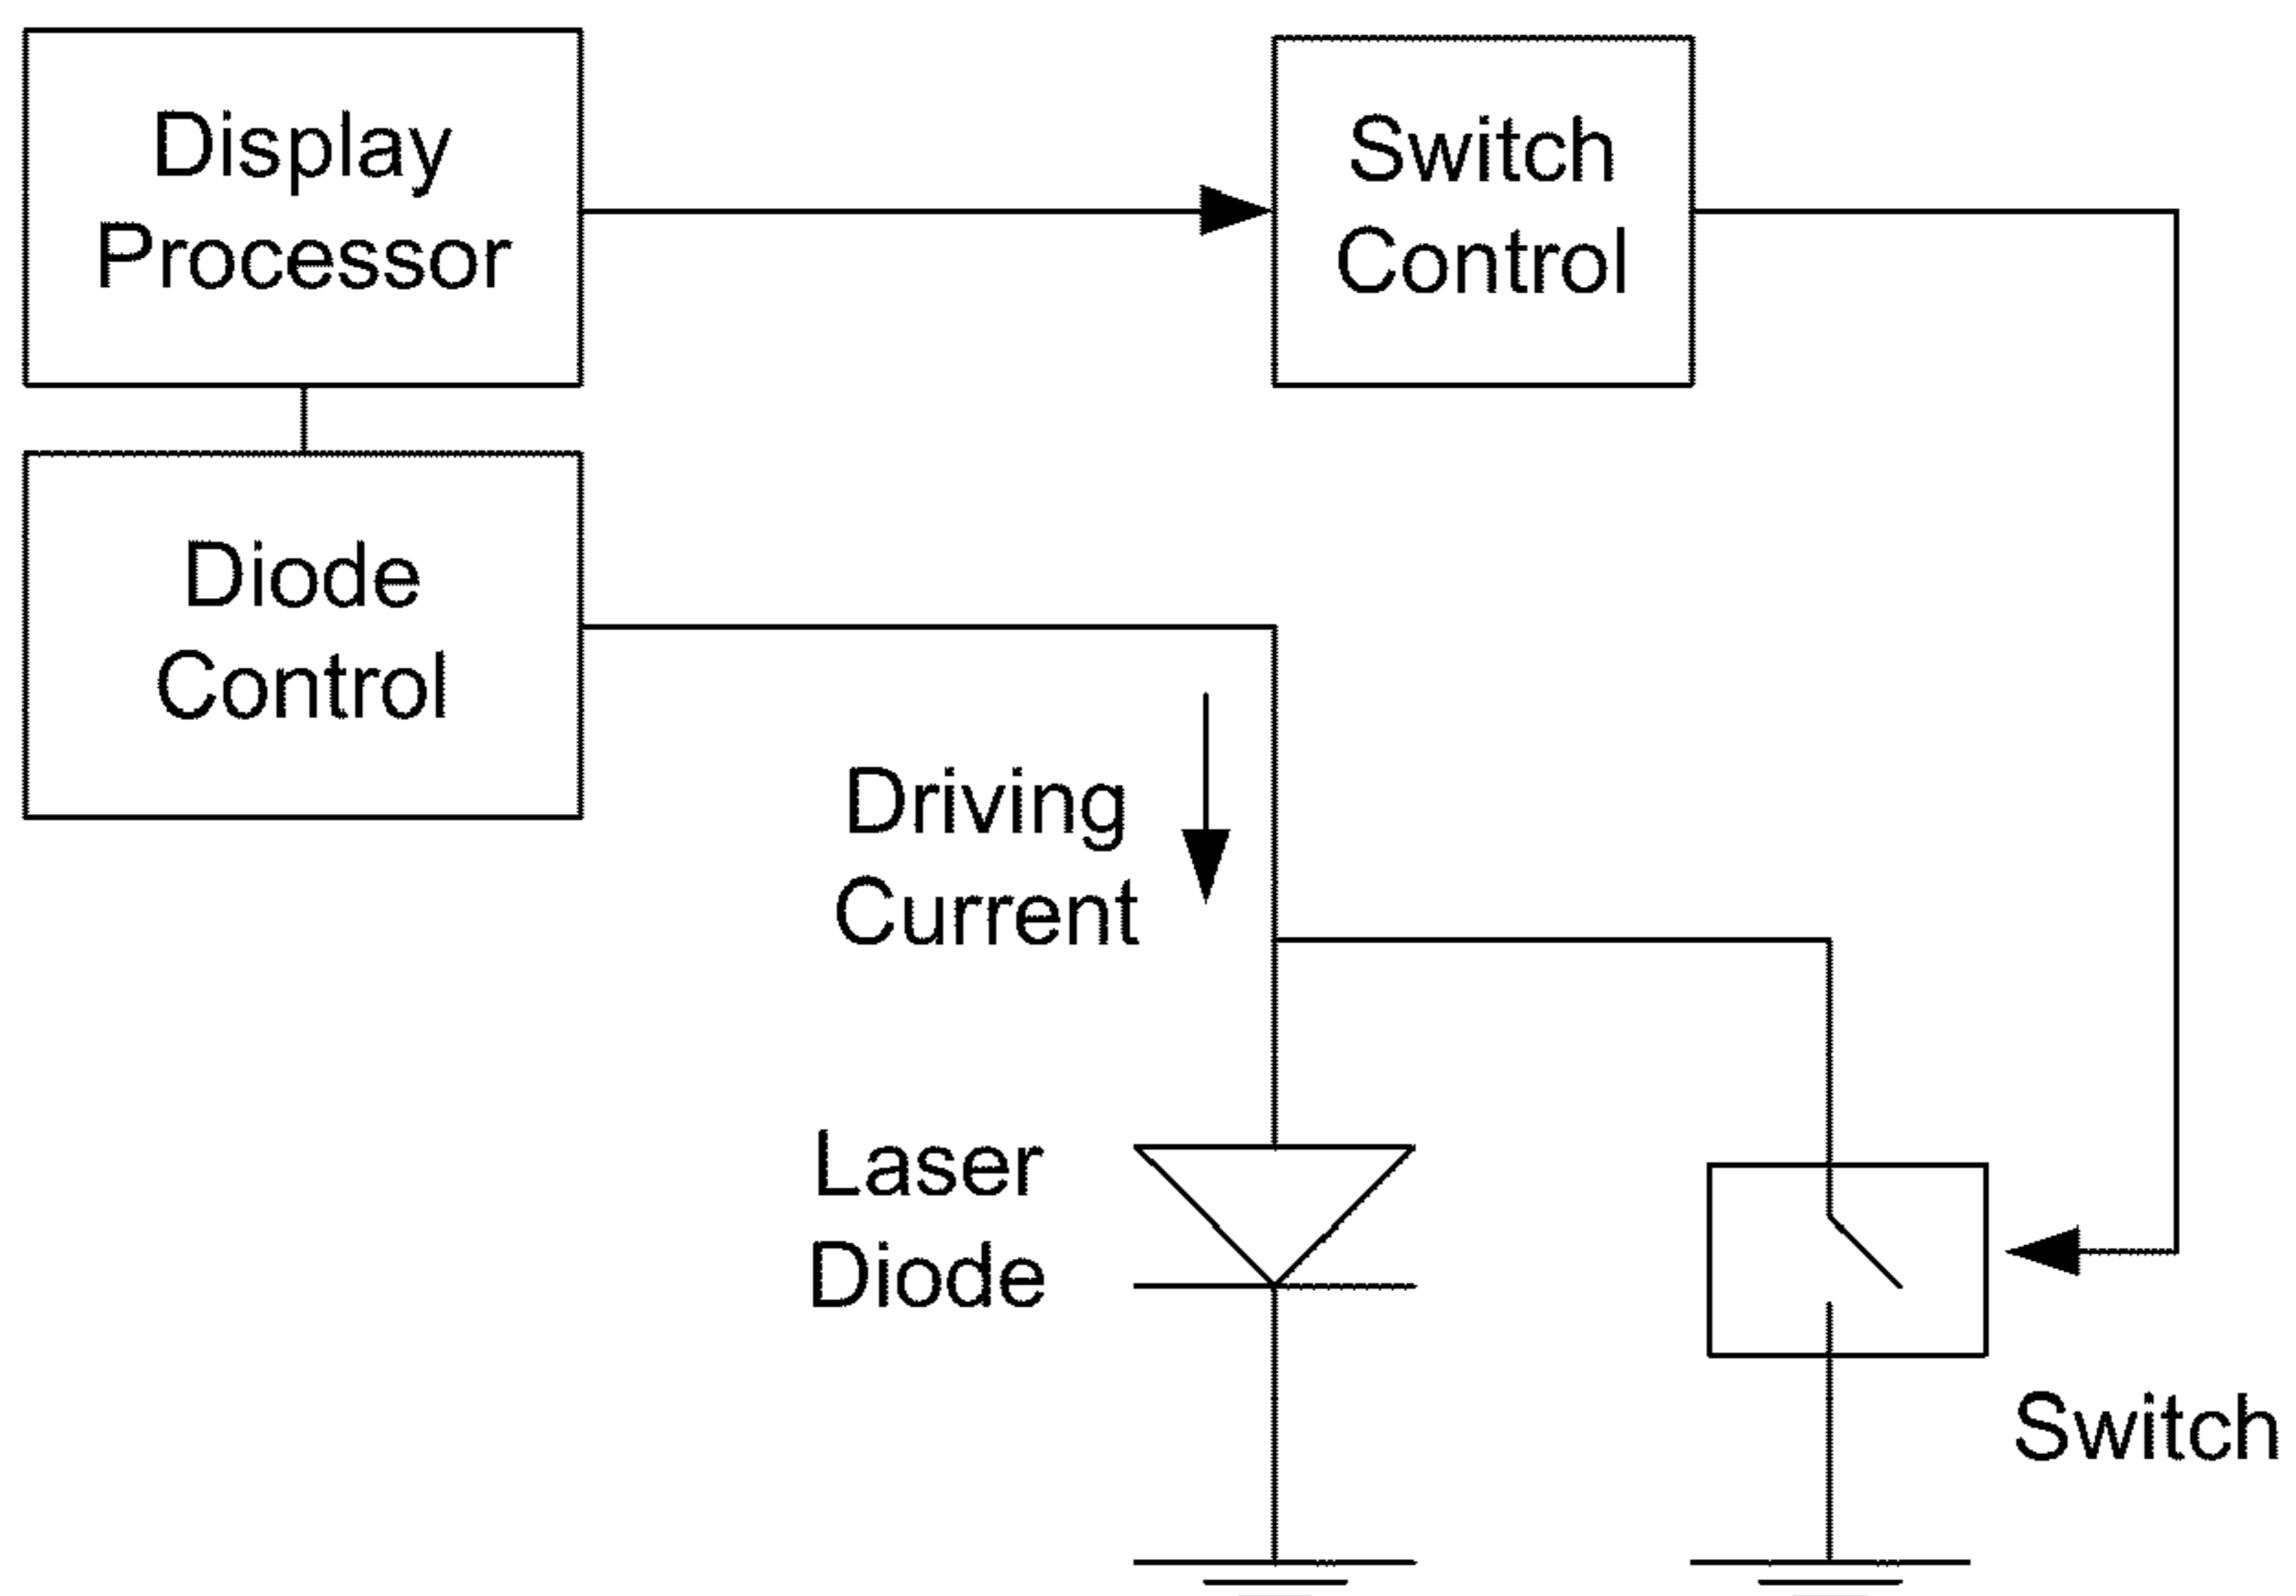 Display
Processor
Switch
Control
Diode
Control
Driving
Current
Laser
Diode
Switch